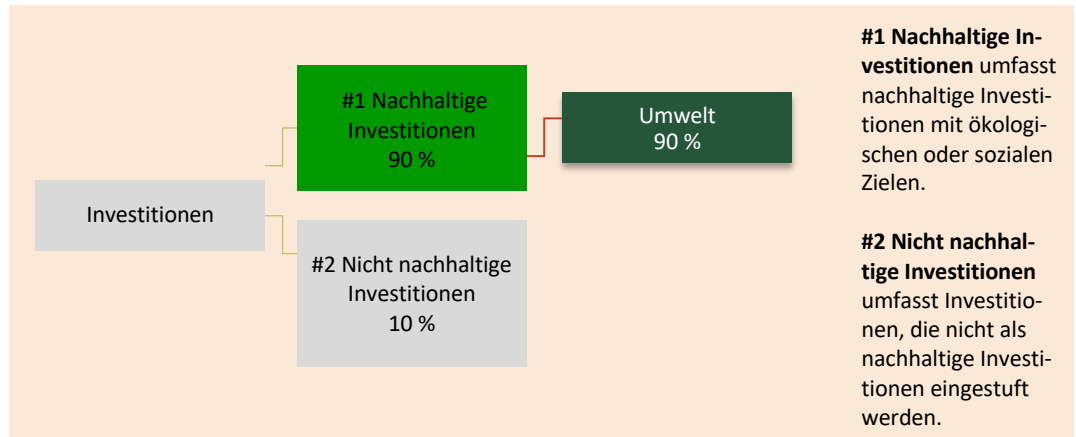 #1 Nachhaltige
Investitionen
90 %
Umwelt
90 %
Investitionen
#2 Nicht nachhaltige
Investitionen
10 %
#1 Nachhaltige In-
vestitionen umfasst
nachhaltige Investi-
tionen mit ökologi-
schen oder sozialen
Zielen.
#2 Nicht nachhal-
tige Investitionen
umfasst Investitio-
nen, die nicht als
nachhaltige Investi-
tionen eingestuft
werden.